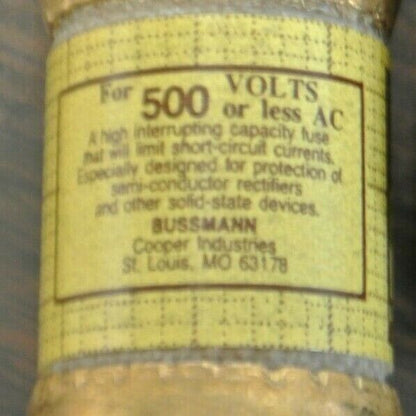 For 500 VOLTS
or less AC
A high interrupting capacity fuse
that will limit short-circuit currents.
Especially designed for protection of
semi-conductor rectifiers
and other solid-state devices.
BUSSMANN
Cooper Industries
St. Louis, MO 63178